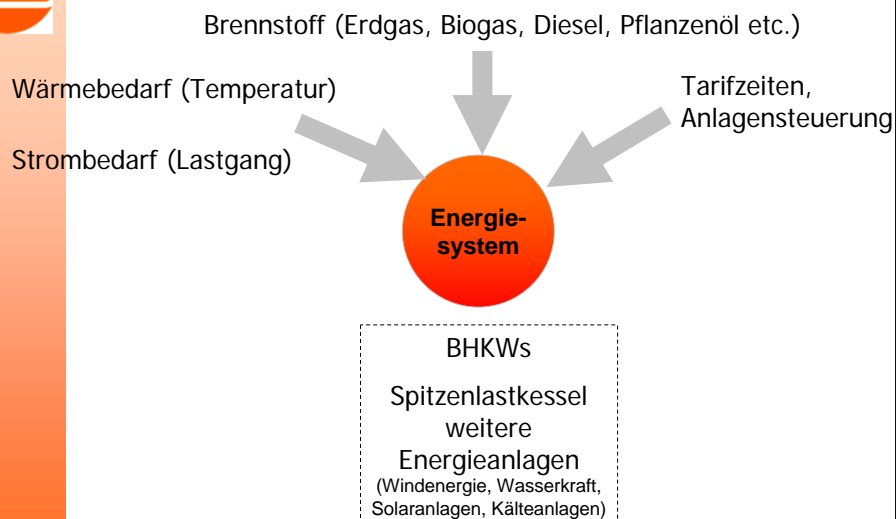 Brennstoff (Erdgas, Biogas, Diesel, Pflanzenöl etc.)
Wärmebedarf (Temperatur)
Strombedarf (Lastgang)
Tarifzeiten,
Anlagensteuerung
Energie-
system
BHKWs
Spitzenlastkessel
weitere
Energieanlagen
(Windenergie, Wasserkraft,
Solaranlagen, Kälteanlagen)